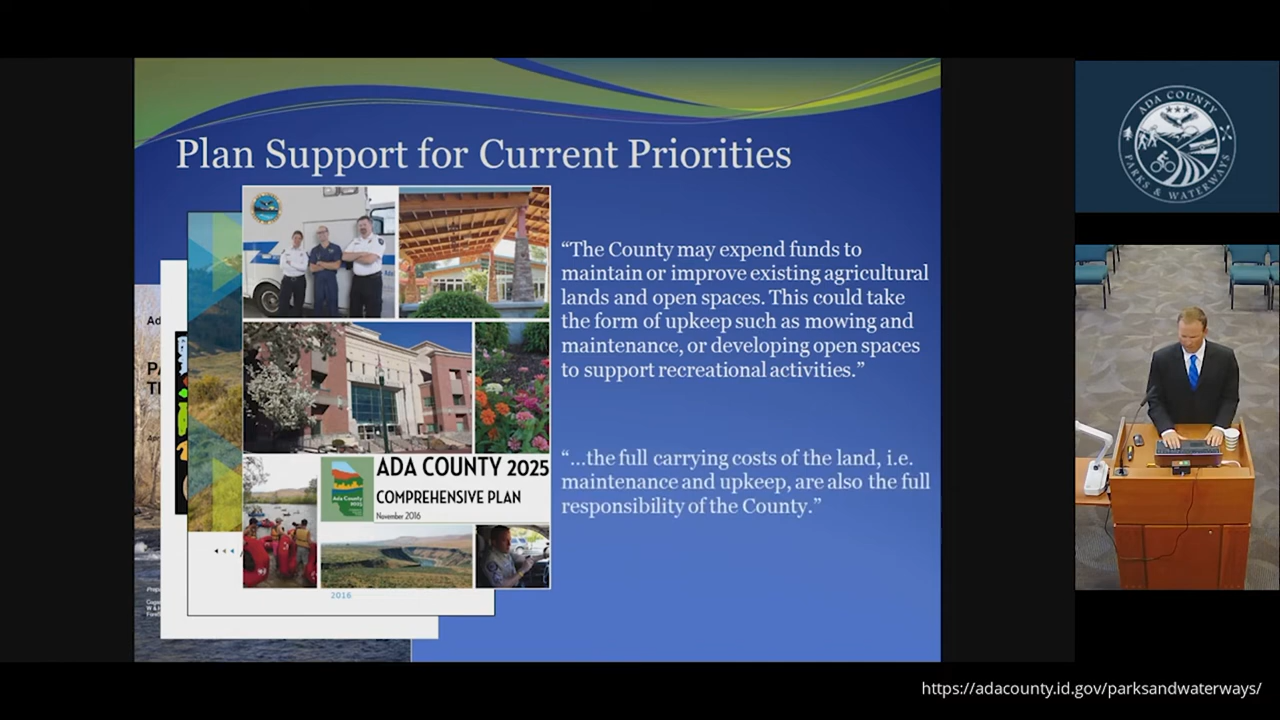 Plan Support for Current Priorities
“The County may expend funds to
maintain or improve existing agricultural
lands and open spaces. This could take
the form of upkeep such as mowing and
maintenance, or developing open spaces
to support recreational activities.”
“...the full carrying costs of the land, i.e.
maintenance and upkeep, are also the full
responsibility of the County.”
ADA COUNTY 2025
COMPREHENSIVE PLAN
November 2016
Ada County
2016
ADA COUNTY
PARKS & WATERWAYS
https://adacounty.id.gov/parksandwaterways/